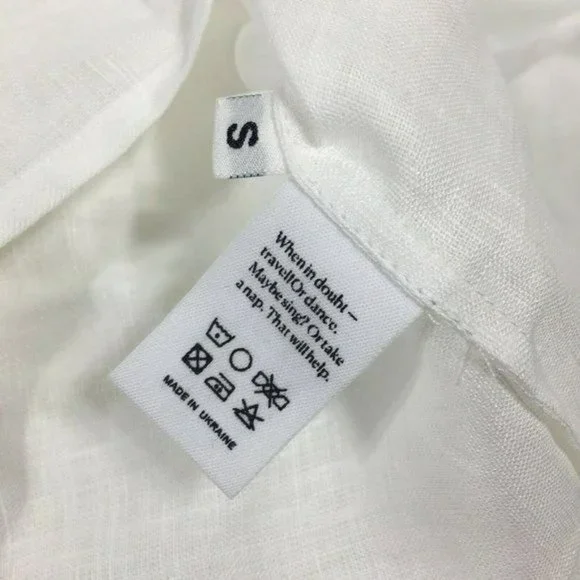 S
When in doubt —
travel! Or dance.
Maybe sing? Or take
a nap. That will help.
MADE IN UKRAINE